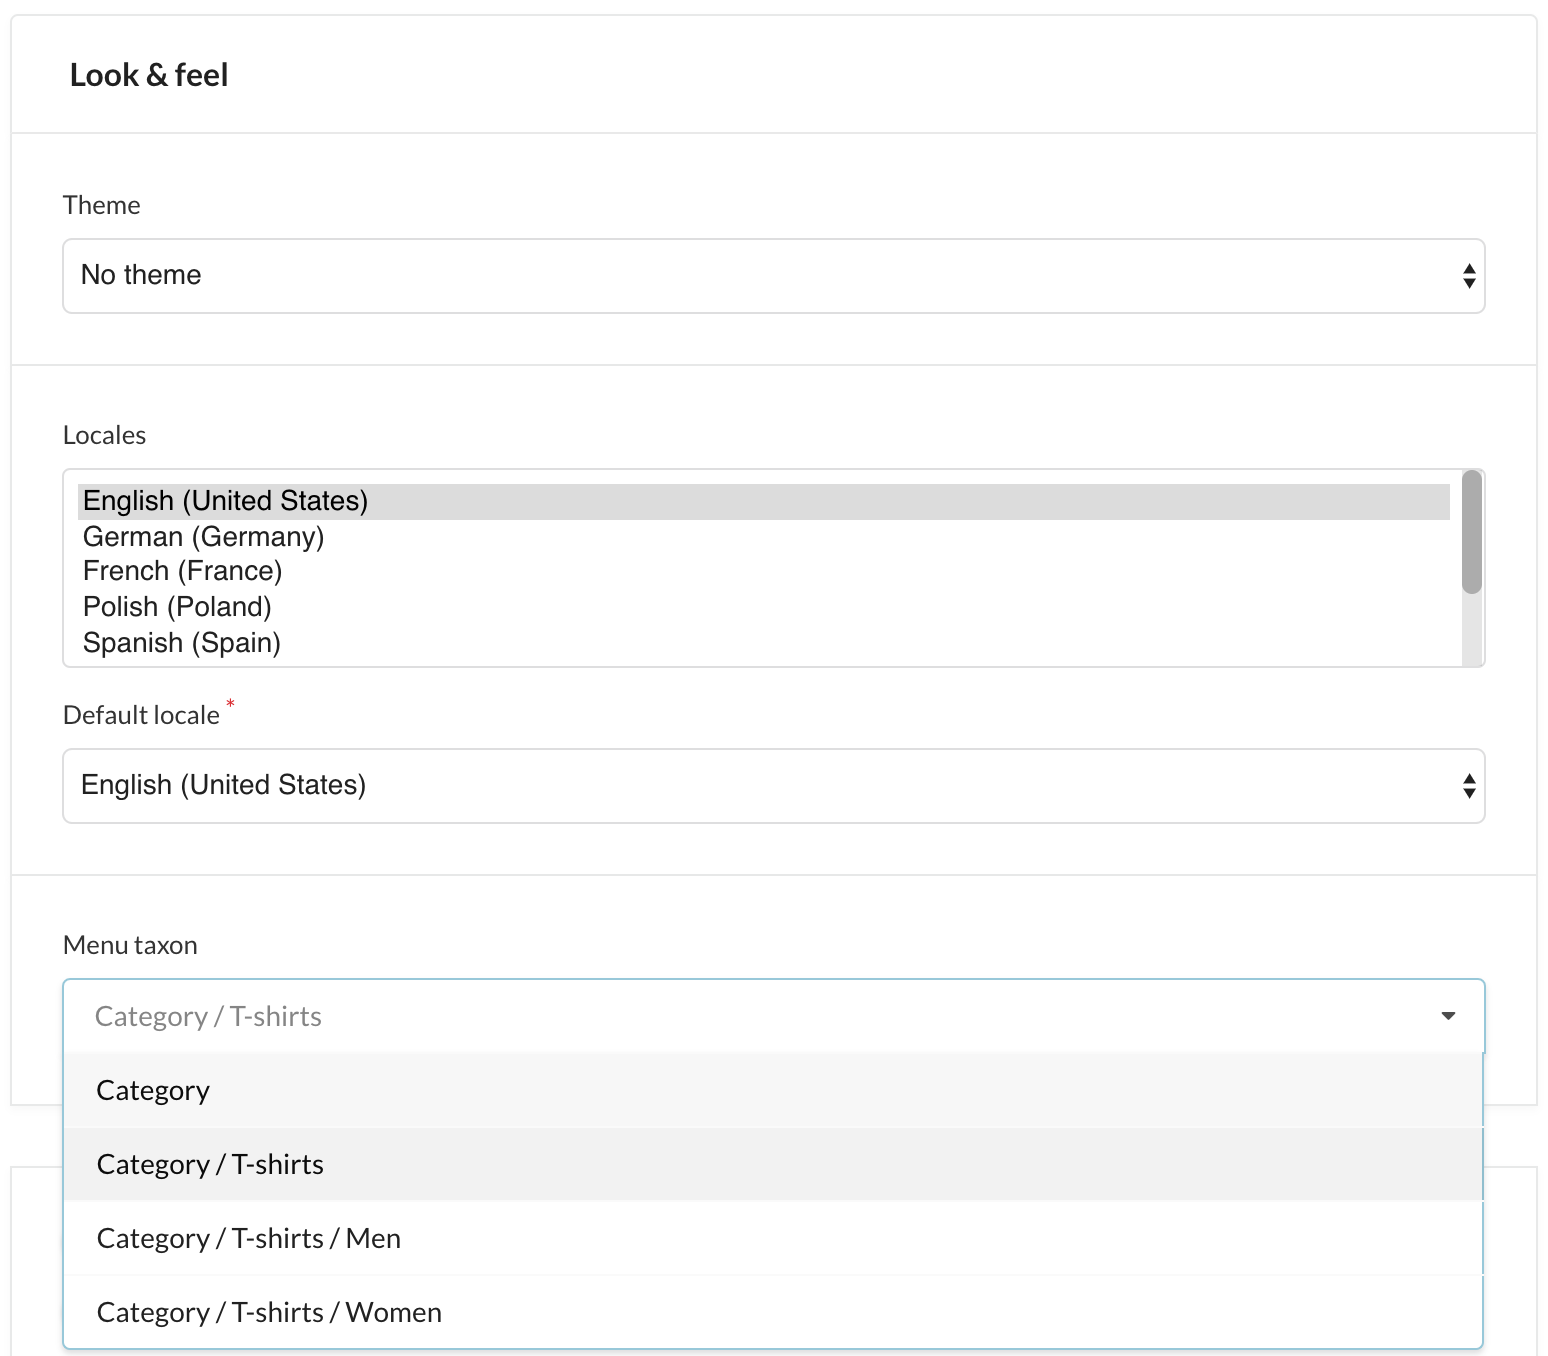 Look & feel
Theme
No theme
Locales
English (United States)
German (Germany)
French (France)
Polish (Poland)
Spanish (Spain)
Default locale *
English (United States)
Menu taxon
Category / T-shirts
Category
Category / T-shirts
Category / T-shirts / Men
Category / T-shirts / Women